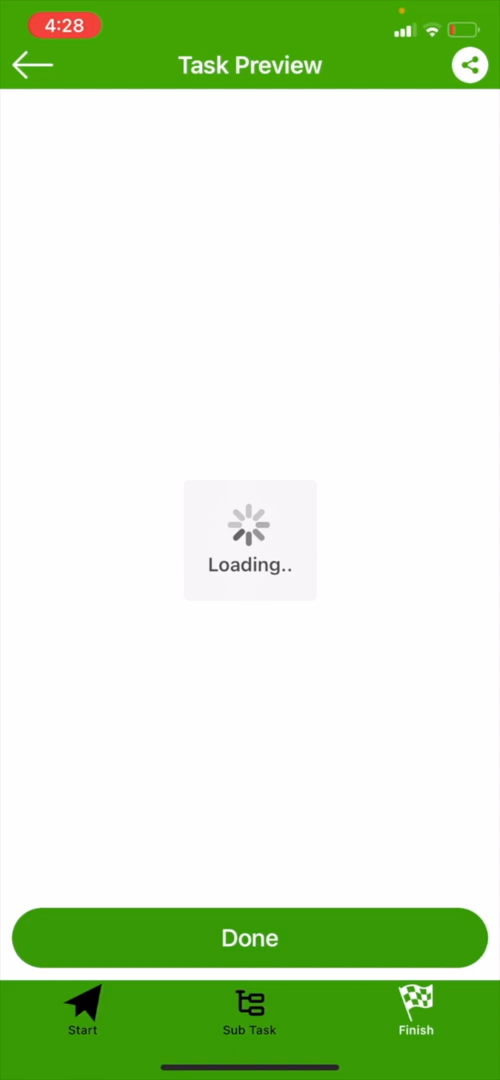 4:28
Task Preview
Loading..
Done
Start
Sub Task
Finish